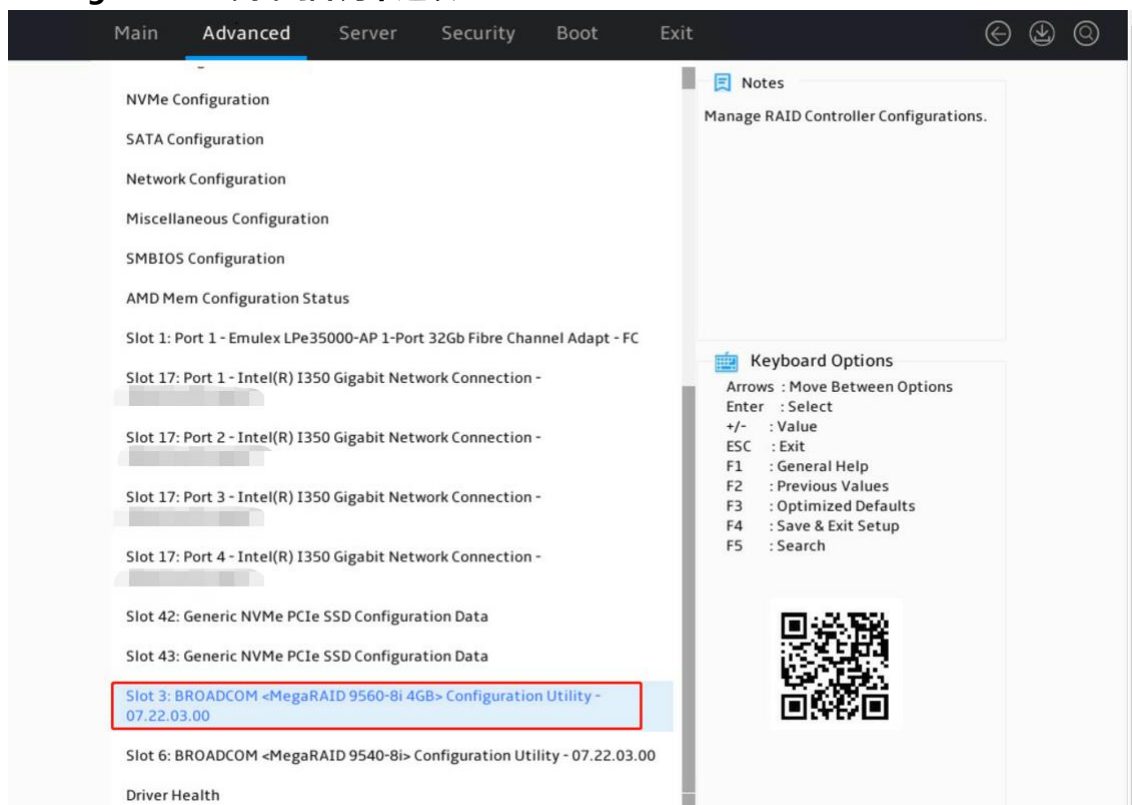 Main Advanced Server Security Boot Exit
NVMe Configuration
SATA Configuration
Network Configuration
Miscellaneous Configuration
SMBIOS Configuration
AMD Mem Configuration Status
Slot 1: Port 1 - Emulex LPe35000-AP 1-Port 32Gb Fibre Channel Adapt - FC
Slot 17: Port 1 - Intel(R) I350 Gigabit Network Connection -
Slot 17: Port 2 - Intel(R) I350 Gigabit Network Connection -
Slot 17: Port 3 - Intel(R) I350 Gigabit Network Connection -
Slot 17: Port 4 - Intel(R) I350 Gigabit Network Connection -
Slot 42: Generic NVMe PCIe SSD Configuration Data
Slot 43: Generic NVMe PCIe SSD Configuration Data
Slot 3: BROADCOM <MegaRAID 9560-8i 4GB> Configuration Utility -
07.22.03.00
Slot 6: BROADCOM <MegaRAID 9540-8i> Configuration Utility - 07.22.03.00
Driver Health
Notes
Manage RAID Controller Configurations.
Keyboard Options
Arrows : Move Between Options
Enter : Select
+/- : Value
ESC : Exit
F1 : General Help
F2 : Previous Values
F3 : Optimized Defaults
F4 : Save & Exit Setup
F5 : Search